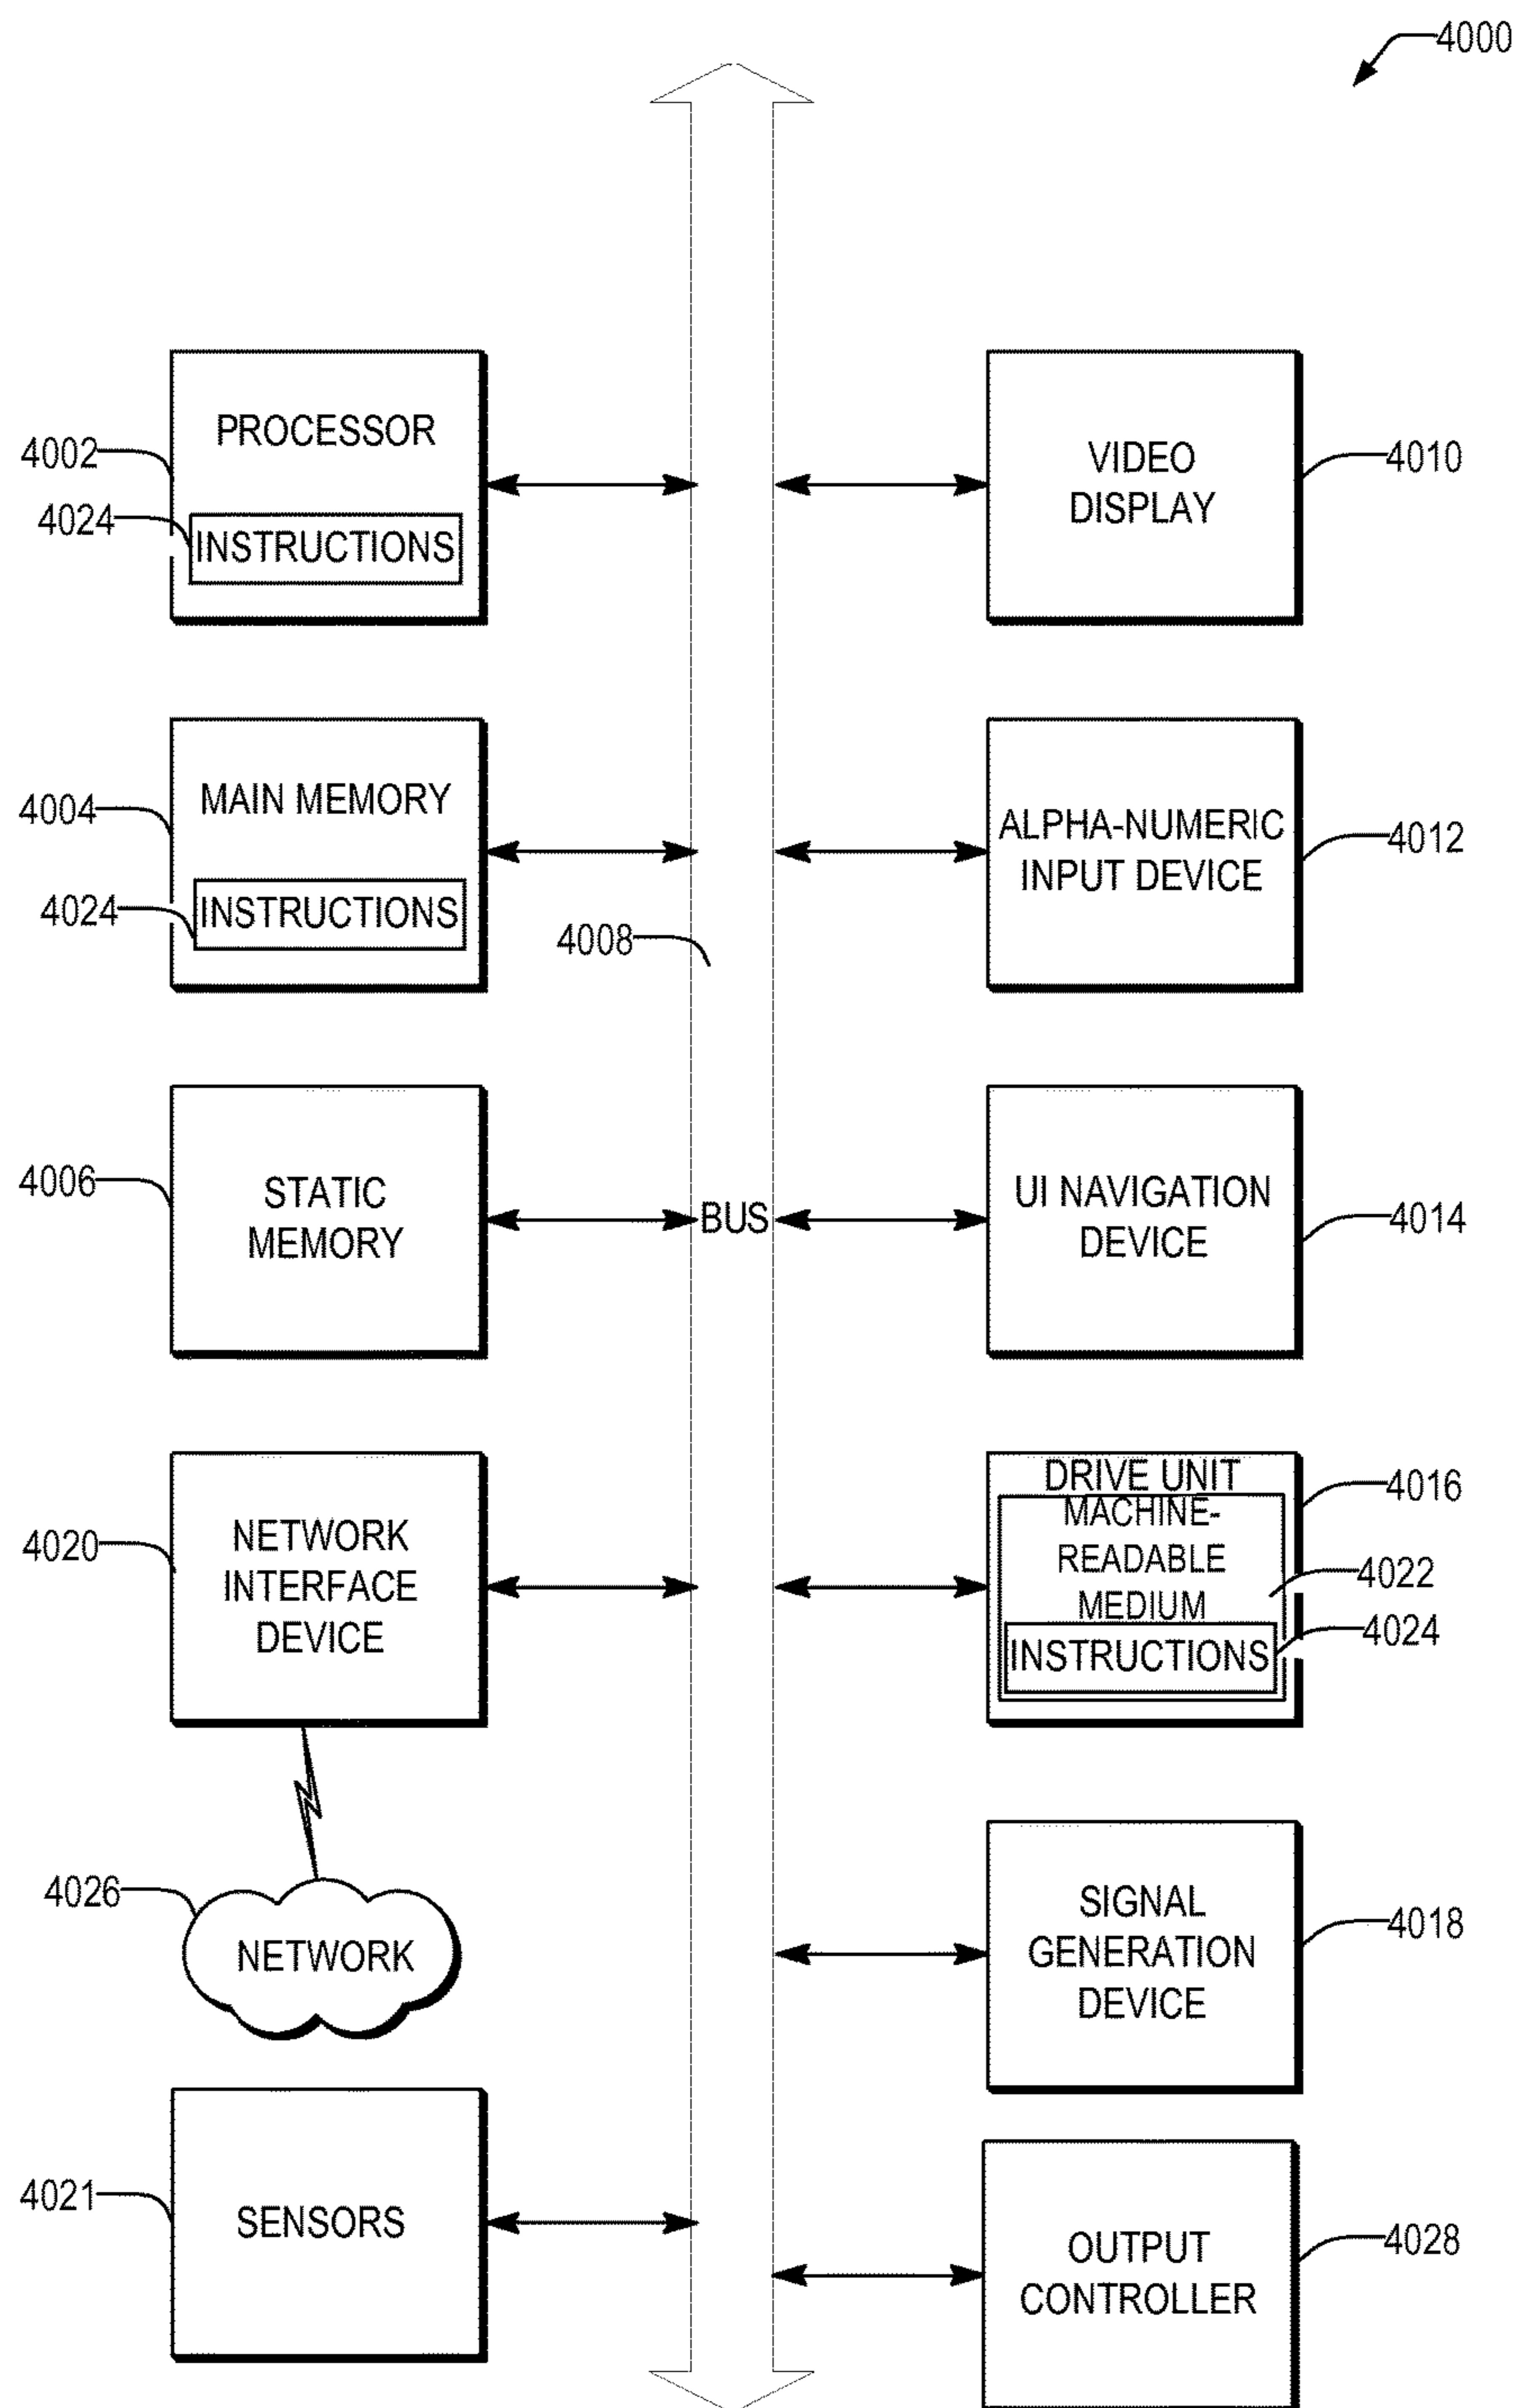 4000
PROCESSOR
4002
4024
INSTRUCTIONS
VIDEO
DISPLAY
4010
MAIN MEMORY
4004
4024
INSTRUCTIONS
4008
ALPHA-NUMERIC
INPUT DEVICE
4012
4006
STATIC
MEMORY
BUS
UI NAVIGATION
DEVICE
4014
4020
NETWORK
INTERFACE
DEVICE
DRIVE UNIT
4016
MACHINE-
READABLE
MEDIUM
4022
INSTRUCTIONS
4024
4026
NETWORK
SIGNAL
GENERATION
DEVICE
4018
4021
SENSORS
OUTPUT
CONTROLLER
4028